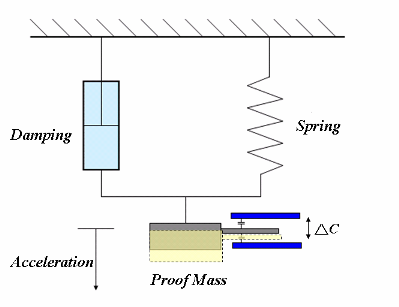 Damping
Spring
△C
Acceleration
Proof Mass